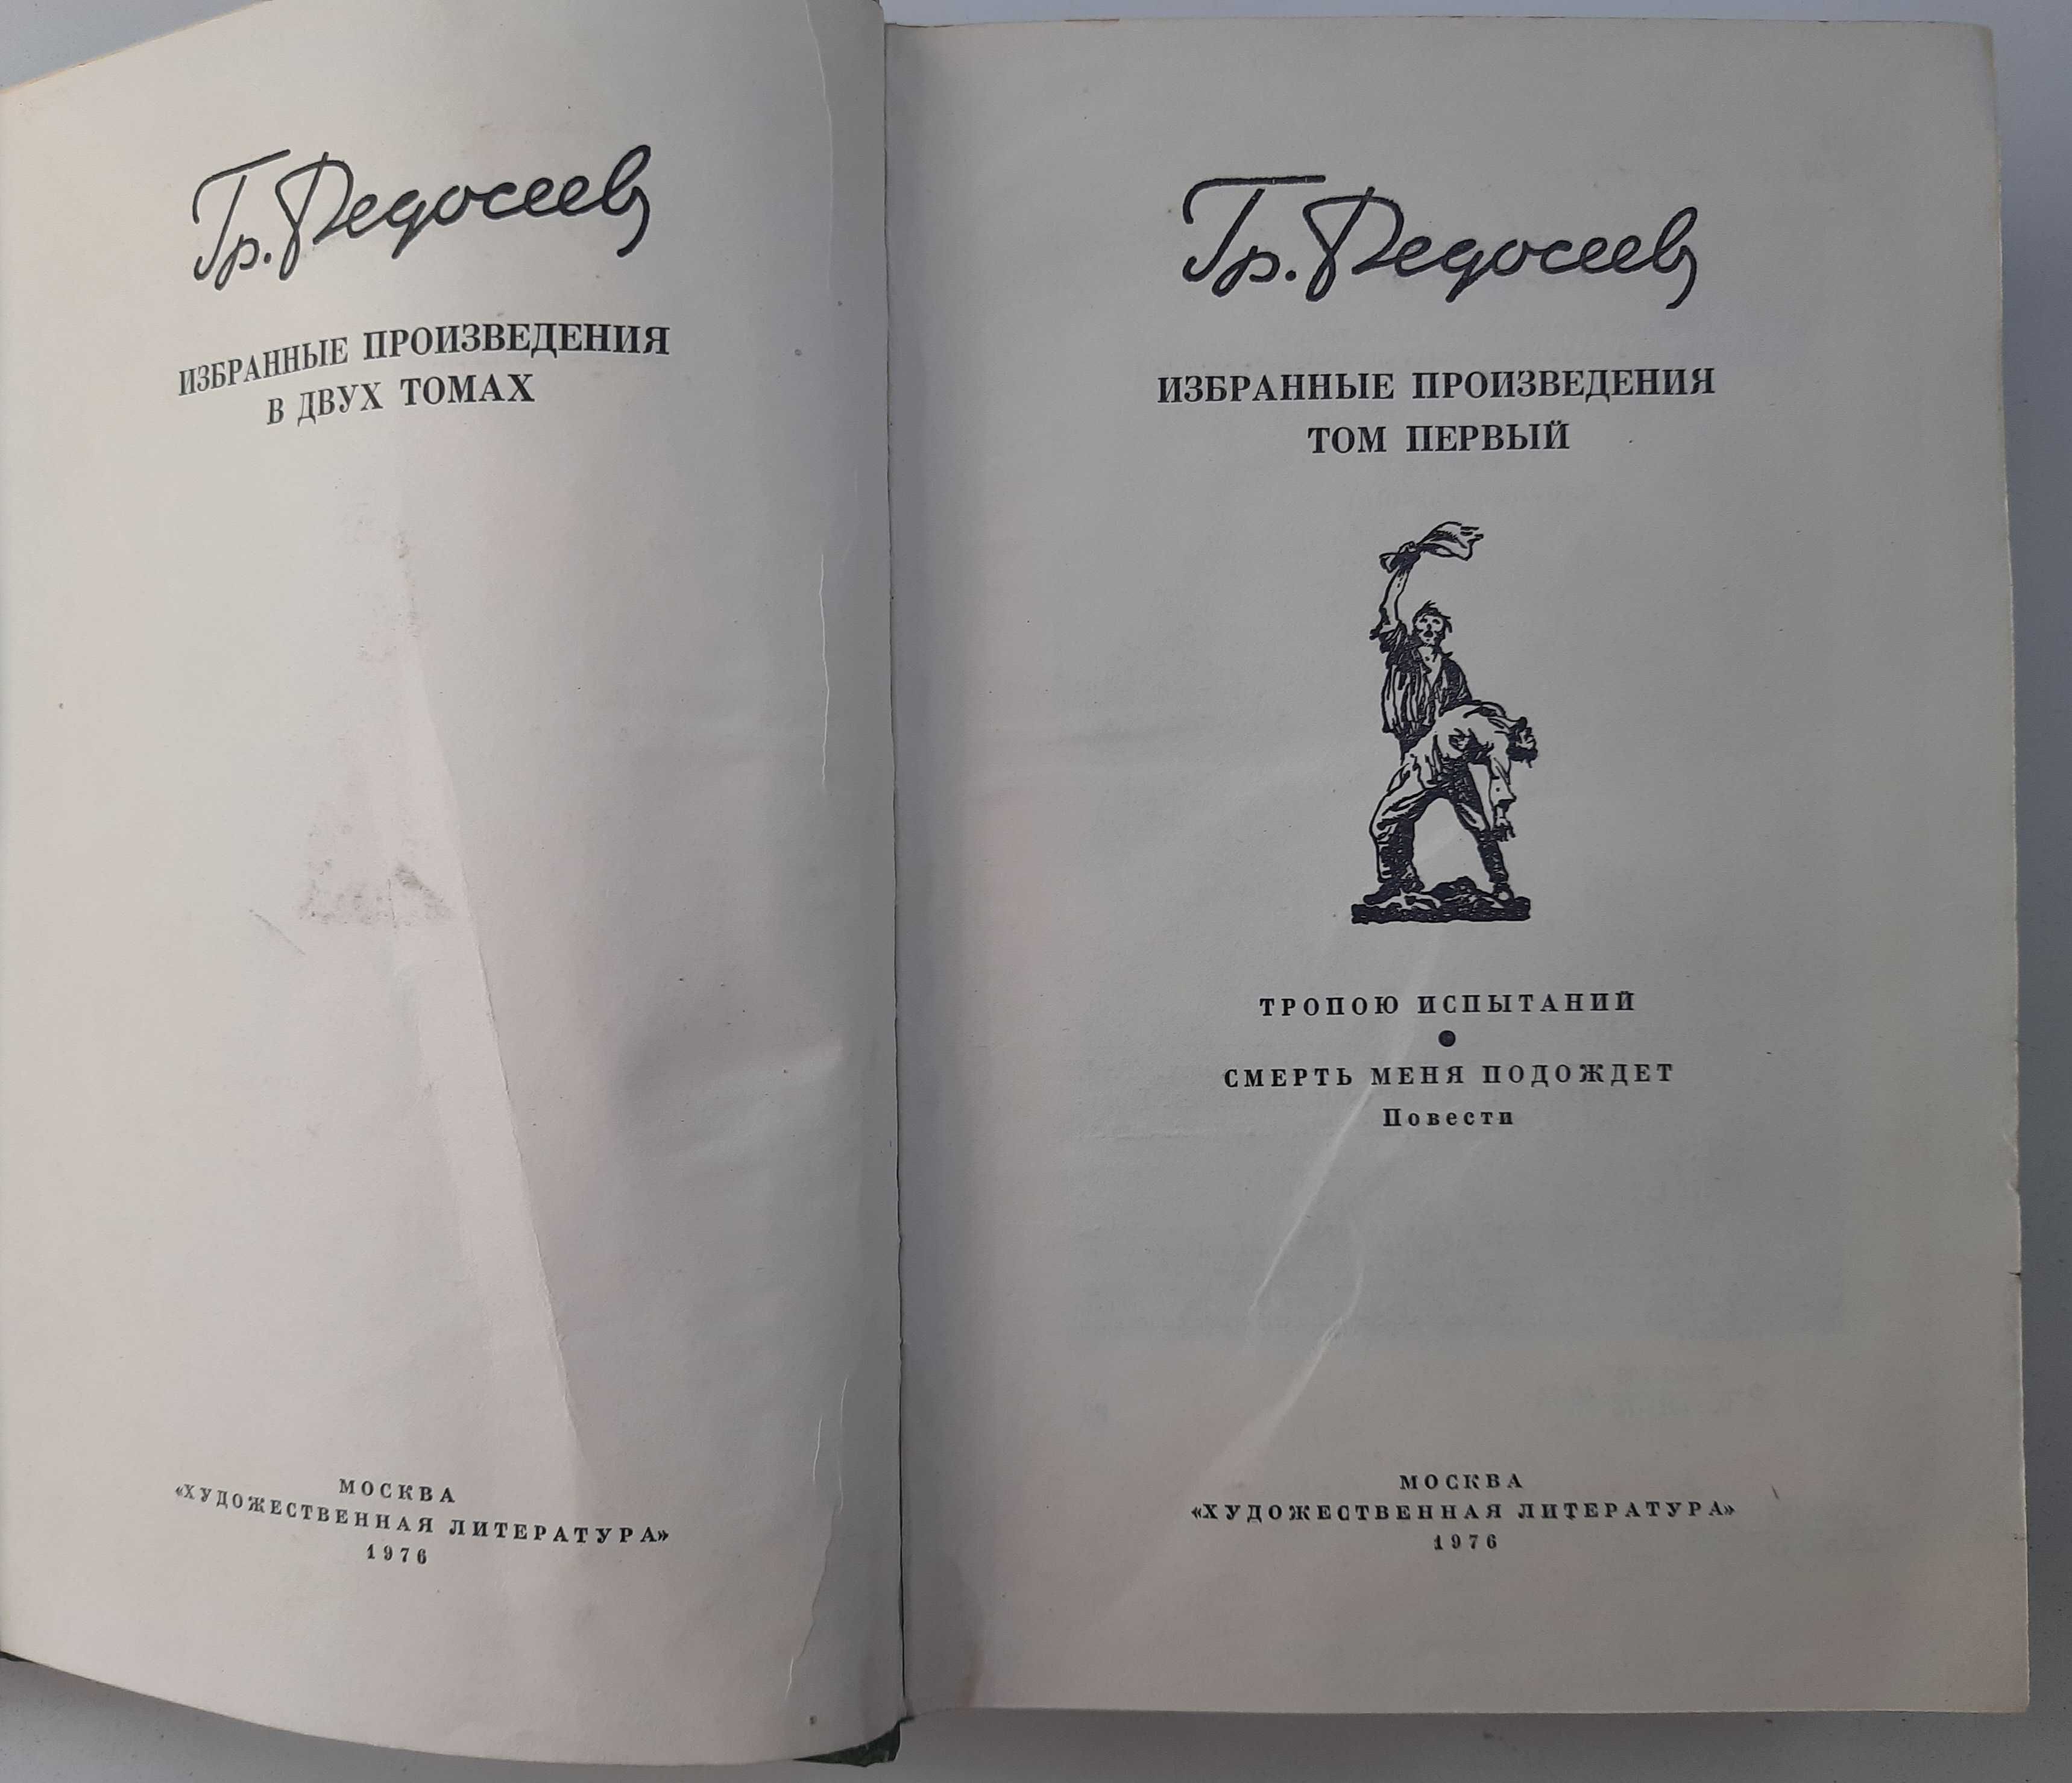 Гр. Федосеев
ИЗБРАННЫЕ ПРОИЗВЕДЕНИЯ
В ДВУХ ТОМАХ
МОСКВА
«ХУДОЖЕСТВЕННАЯ ЛИТЕРАТУРА»
1976
Гр. Федосеев
ИЗБРАННЫЕ ПРОИЗВЕДЕНИЯ
ТОМ ПЕРВЫЙ
ТРОПОЮ ИСПЫТАНИЙ
●
СМЕРТЬ МЕНЯ ПОДОЖДЕТ
Повести
МОСКВА
«ХУДОЖЕСТВЕННАЯ ЛИТЕРАТУРА»
1976